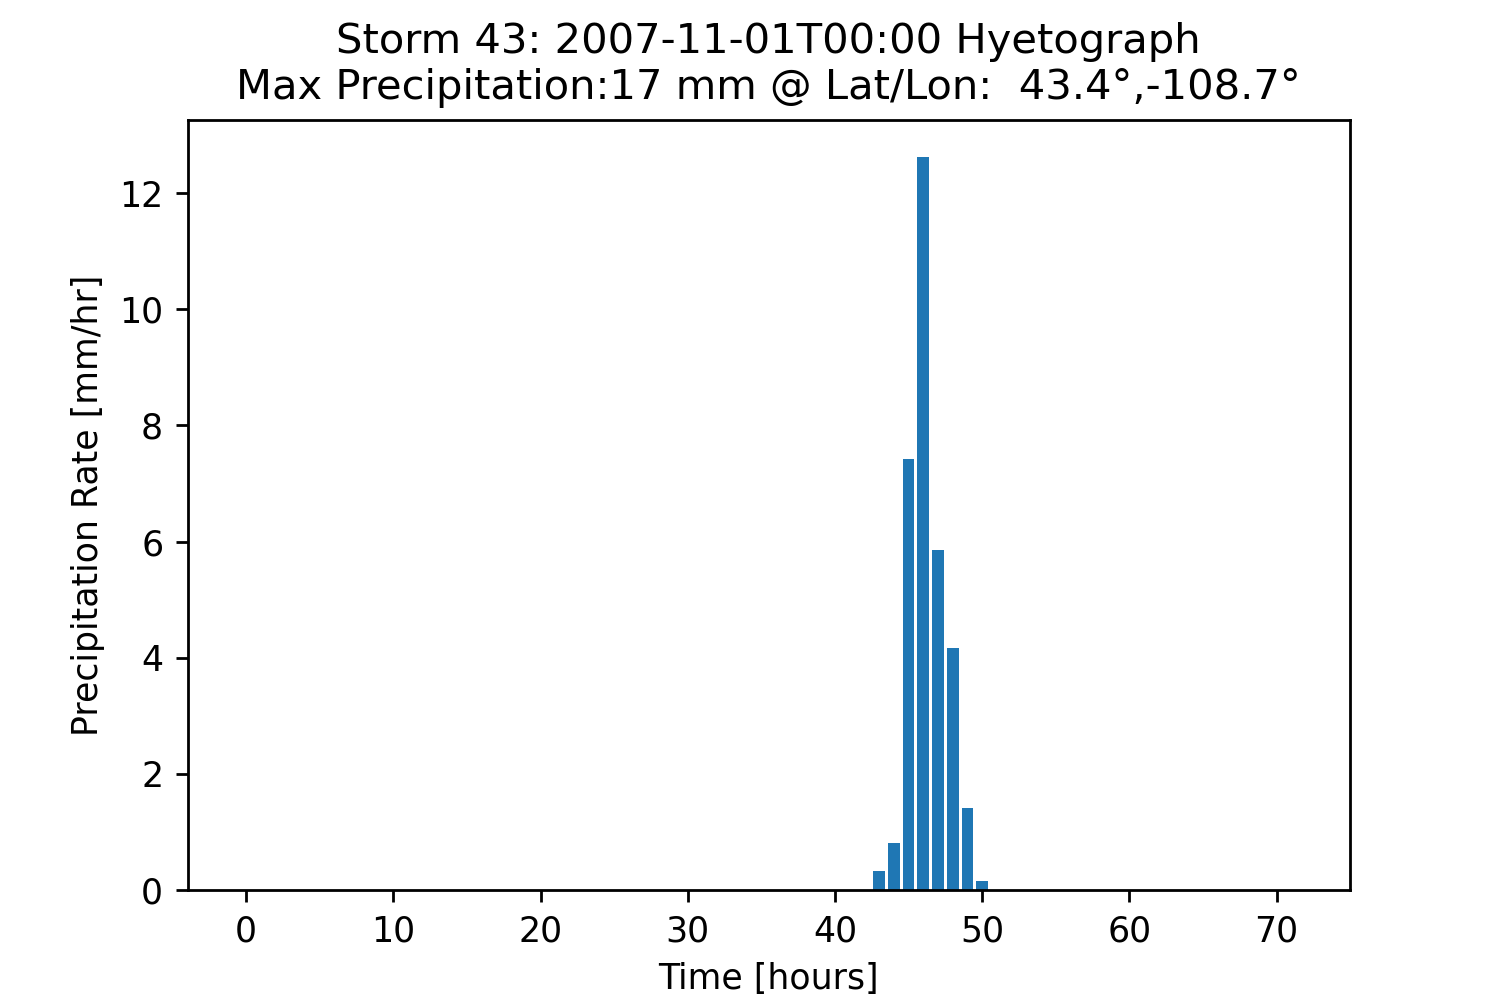 Storm 43: 2007-11-01T00:00 Hyetograph
Max Precipitation:17 mm @ Lat/Lon:  43.4°,-108.7°
12
10
8
6
4
2
0
Precipitation Rate [mm/hr]
0 10 20 30 40 50 60 70
Time [hours]